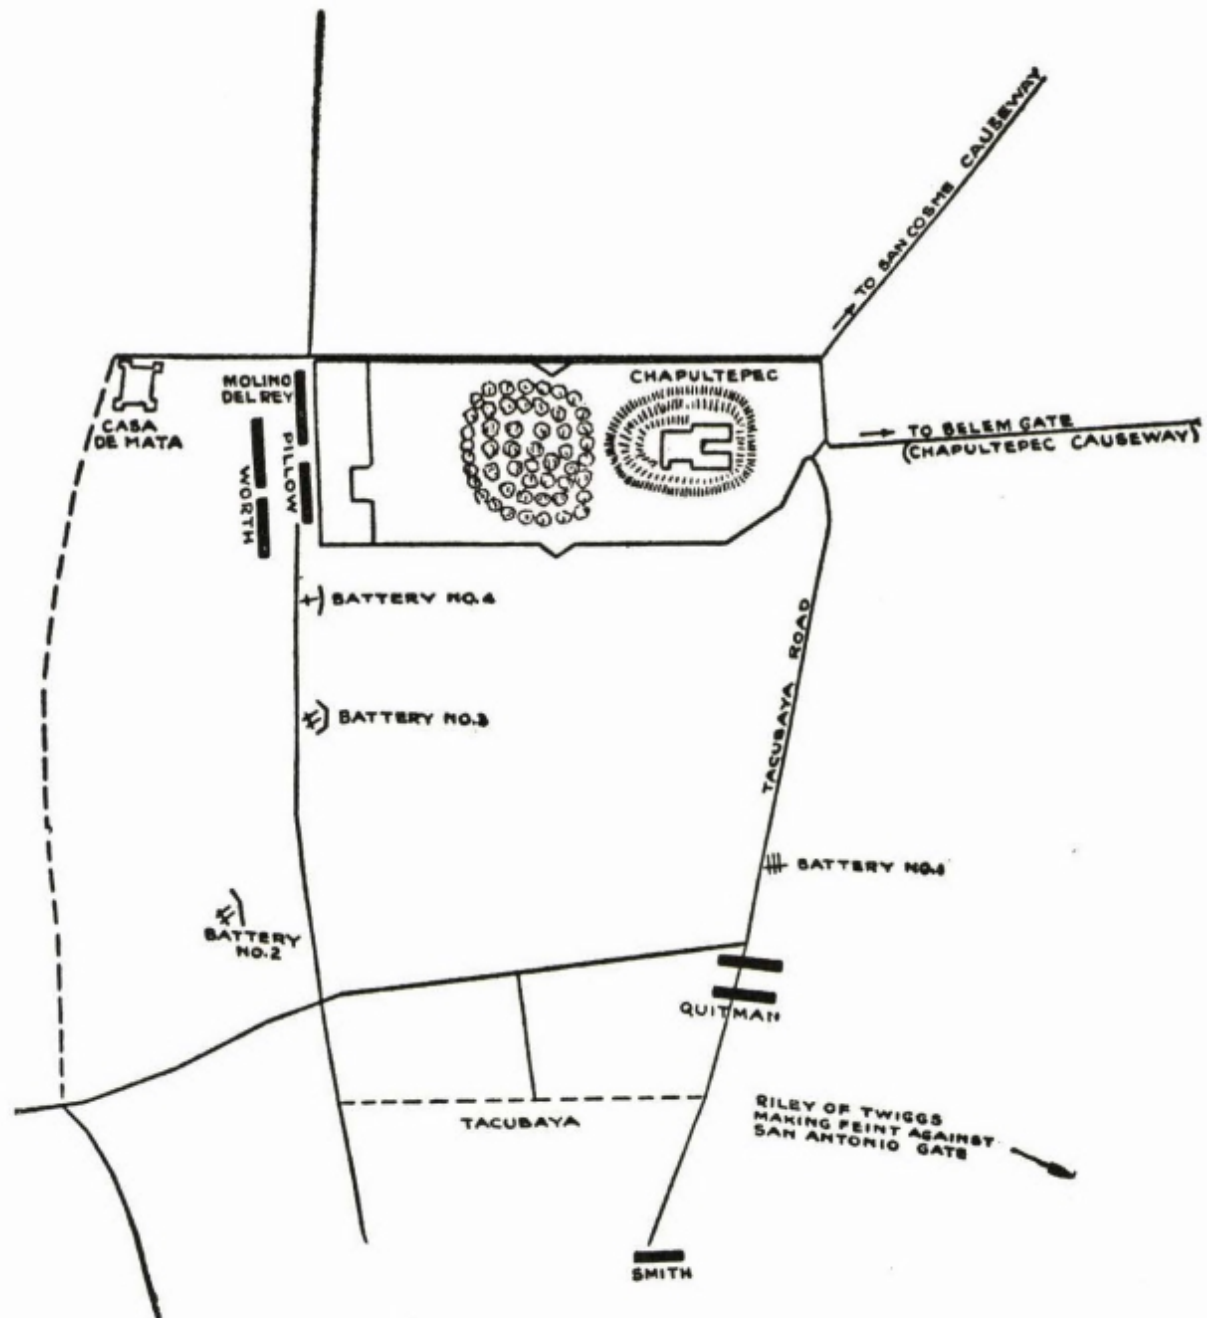 TO SAN COSME CAUSEWAY
CHAPULTEPEC
MOLINO
DEL REY
CASA
DE MATA
PILLOW
WORTH
TO BELEM GATE
(CHAPULTEPEC CAUSEWAY)
BATTERY NO.4
TACUBAYA ROAD
BATTERY NO.3
BATTERY NO.1
BATTERY
NO.2
QUITMAN
TACUBAYA
RILEY OF TWIGGS
MAKING FEINT AGAINST
SAN ANTONIO GATE
SMITH